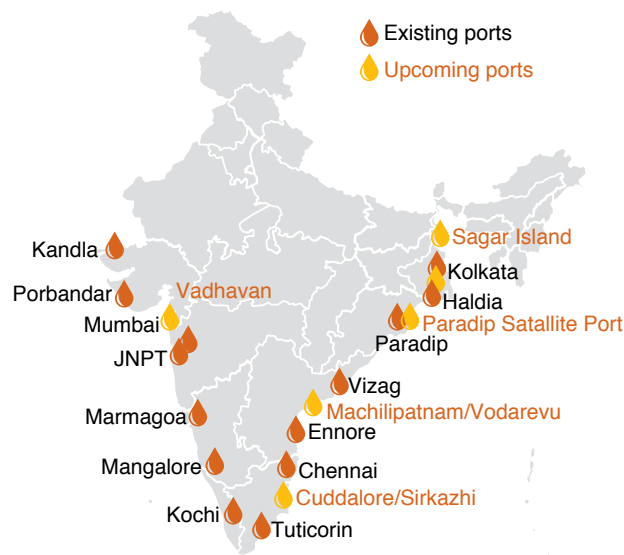 Existing ports
Upcoming ports
Sagar Island
Kandla
Kolkata
Porbandar
Vadhavan
Haldia
Mumbai
Paradip Satallite Port
Paradip
JNPT
Vizag
Marmagoa
Machilipatnam/Vodarevu
Ennore
Mangalore
Chennai
Cuddalore/Sirkazhi
Kochi
Tuticorin